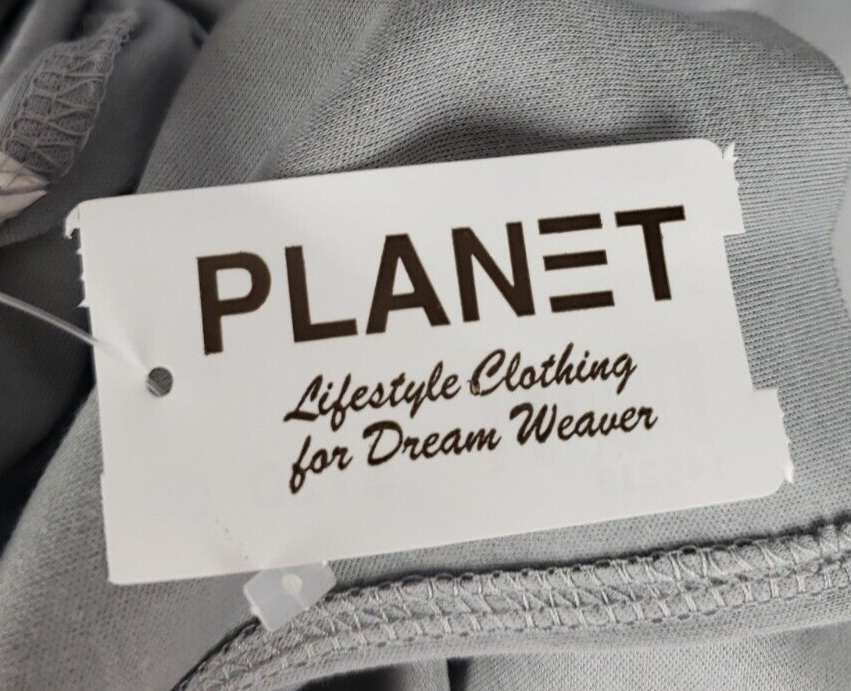 PLANET
Lifestyle Clothing
for Dream Weaver